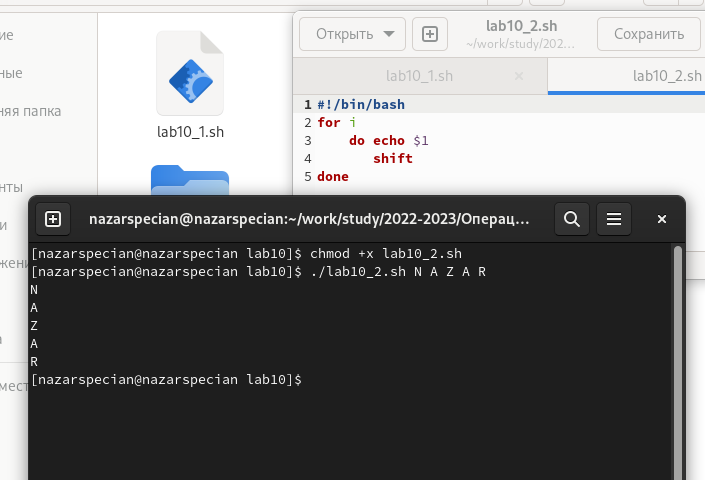 ие
ные
няя папка
нты
и
жени
а
мест
lab10_1.sh
Открыть
lab10_2.sh
~/work/study/202...
Сохранить
lab10_1.sh ×
lab10_2.sh
1 #!/bin/bash
2 for i
3 do echo $1
4 shift
5 done
nazarspecian@nazarspecian:~/work/study/2022-2023/Операц...
[nazarspecian@nazarspecian lab10]$ chmod +x lab10_2.sh
[nazarspecian@nazarspecian lab10]$ ./lab10_2.sh N A Z A R
N
A
Z
A
R
[nazarspecian@nazarspecian lab10]$